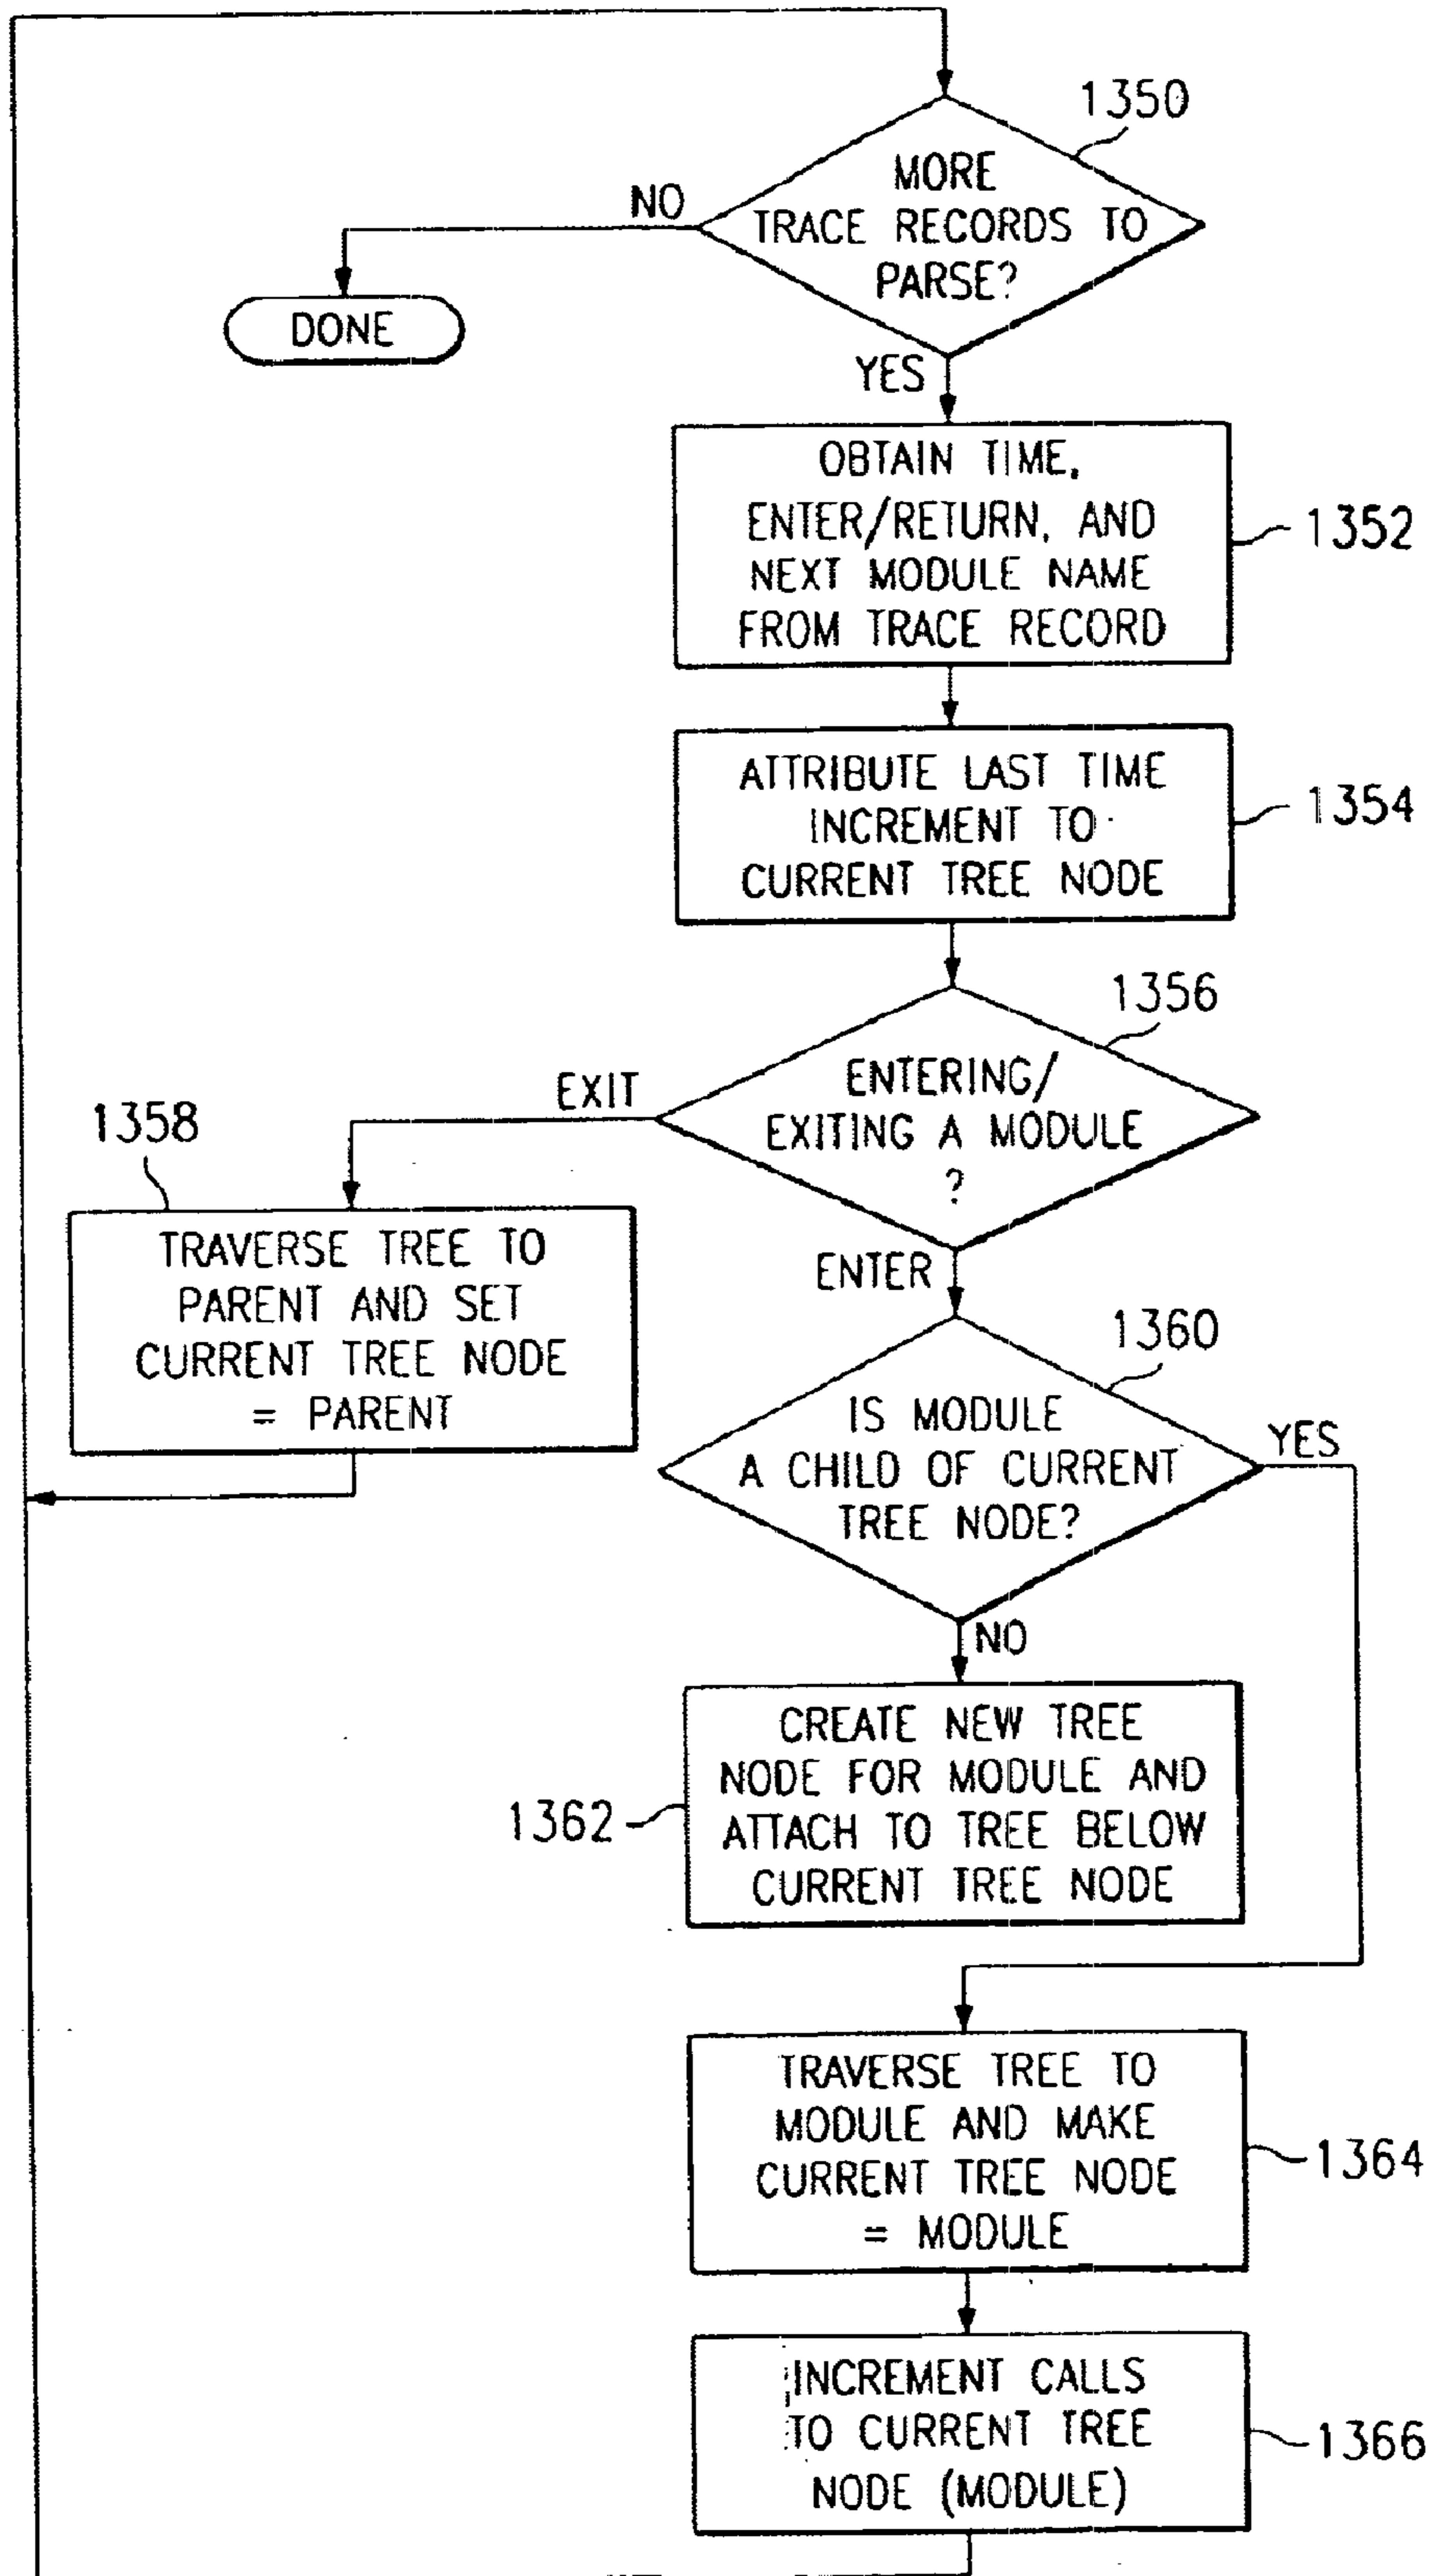 1350
MORE
TRACE RECORDS TO
PARSE?
NO
DONE
YES
OBTAIN TIME,
ENTER/RETURN, AND
NEXT MODULE NAME
FROM TRACE RECORD
1352
ATTRIBUTE LAST TIME
INCREMENT TO
CURRENT TREE NODE
1354
1356
ENTERING/
EXITING A MODULE
?
EXIT
1358
TRAVERSE TREE TO
PARENT AND SET
CURRENT TREE NODE
= PARENT
ENTER
1360
IS MODULE
A CHILD OF CURRENT
TREE NODE?
YES
NO
CREATE NEW TREE
NODE FOR MODULE AND
ATTACH TO TREE BELOW
CURRENT TREE NODE
1362
TRAVERSE TREE TO
MODULE AND MAKE
CURRENT TREE NODE
= MODULE
1364
INCREMENT CALLS
TO CURRENT TREE
NODE (MODULE)
1366